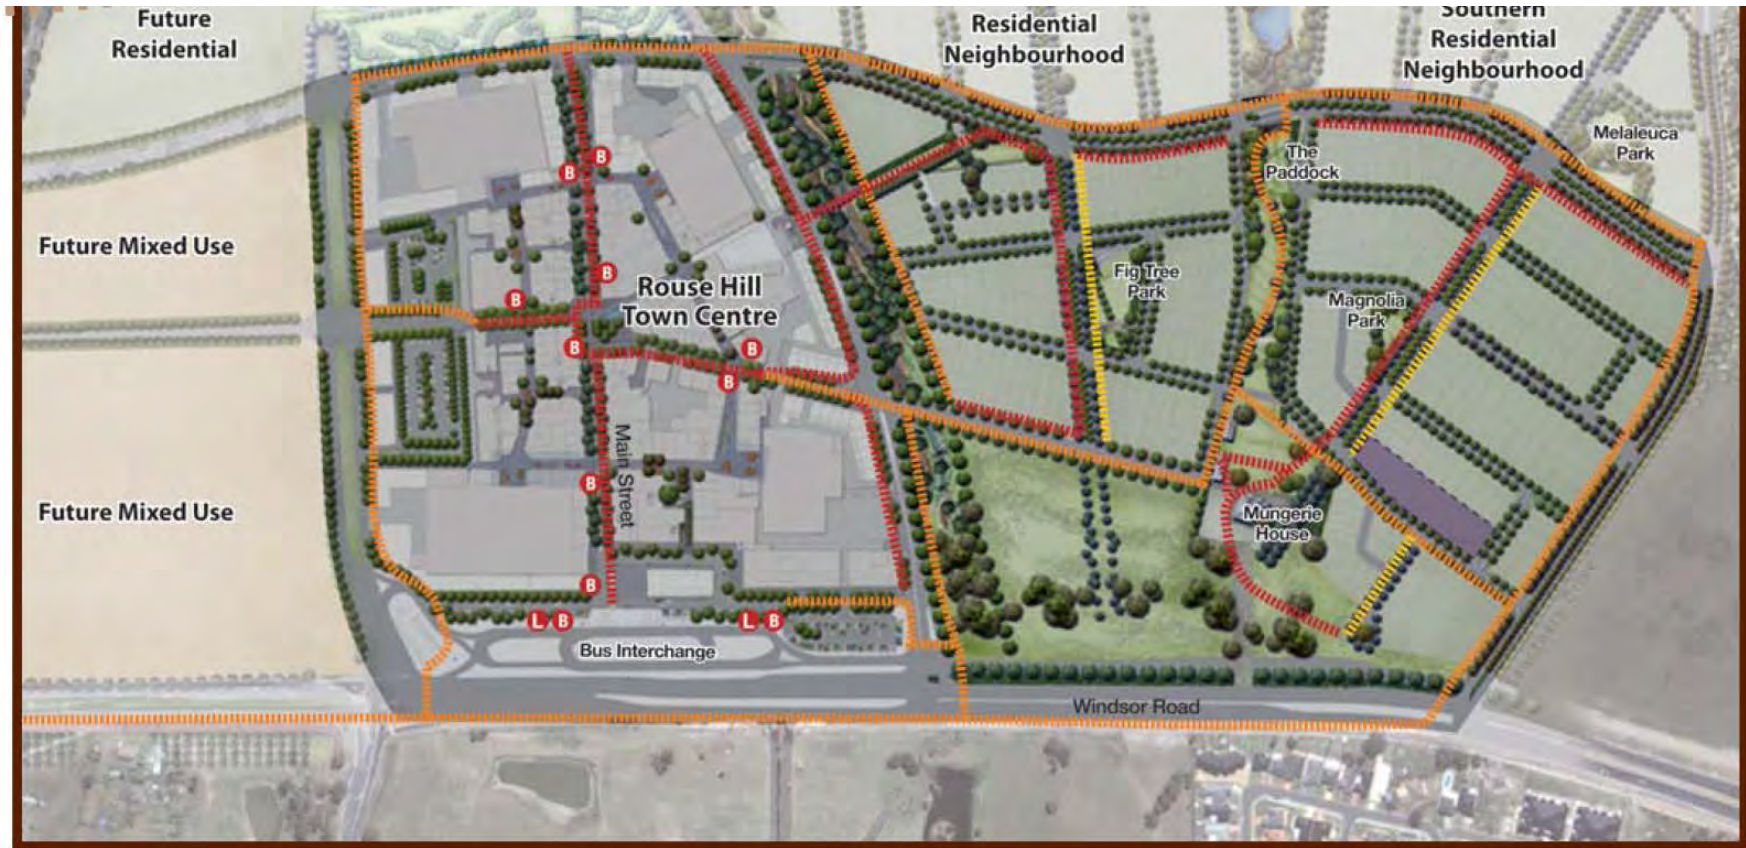 Future
Residential
Residential
Neighbourhood
Southern
Residential
Neighbourhood
Melaleuca
Park
The
Paddock
B
B
Future Mixed Use
B
B
Rouse Hill
Town Centre
Fig Tree
Park
Magnolia
Park
B
B
B
Main Street
B
Future Mixed Use
Mungerie
House
B
L B
L B
Bus Interchange
Windsor Road